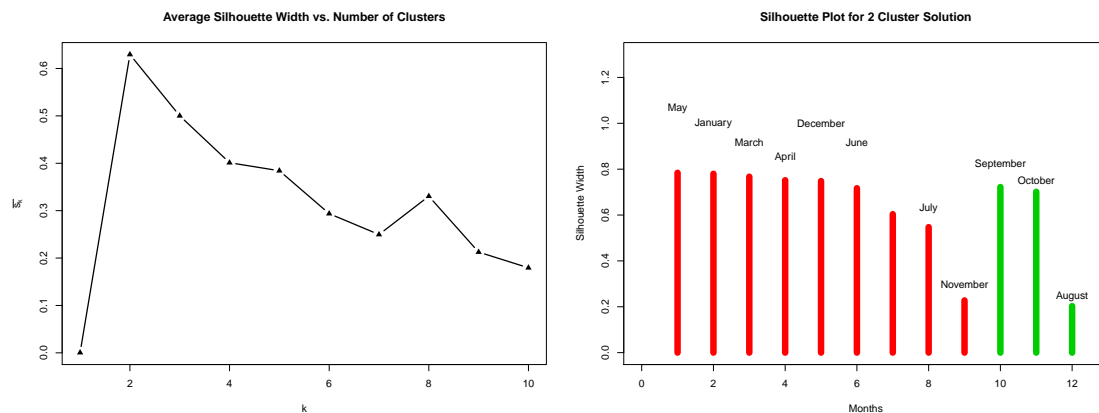 Average Silhouette Width vs. Number of Clusters
0.6
0.5
0.4
0.3
0.2
0.1
0.0
2 4 6 8 10
k
Silhouette Plot for 2 Cluster Solution
Silhouette Width
1.2
1.0
0.8
0.6
0.4
0.2
0.0
May
January
March
April
December
June
July
November
September
October
August
0 2 4 6 8 10 12
Months